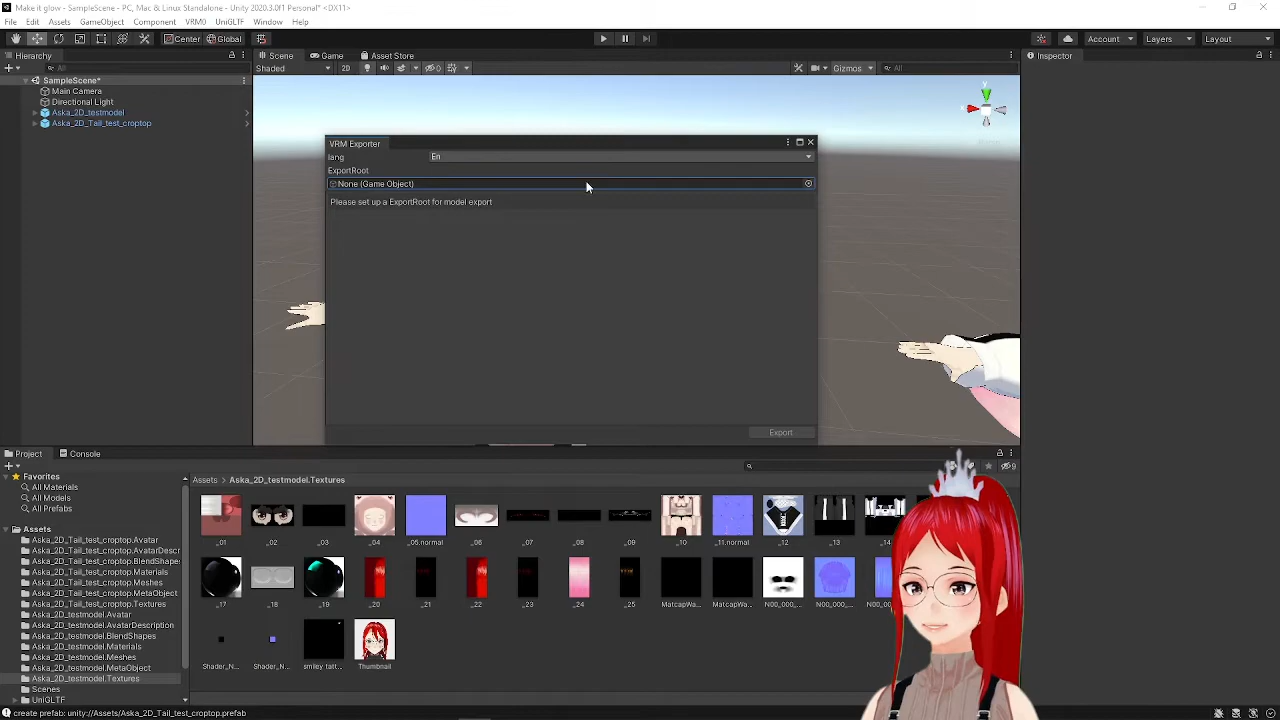 Make it glow - SampleScene - PC, Mac & Linux Standalone - Unity 2020.3.0f1 Personal* <DX11>
File Edit Assets GameObject Component VRM0 UniGLTF Window Help
Center Global Account Layers Layout
Hierarchy Scene Game Asset Store Inspector
All Shaded 2D 0 Gizmos All
SampleScene*
Main Camera
Directional Light
Aska_2D_testmodel
Aska_2D_Tail_test_croptop
y
x
VRM Exporter
lang En
ExportRoot
None (Game Object)
Please set up a ExportRoot for model export
Export
Project Console
9
Favorites
All Materials
All Models
All Prefabs
Assets
Aska_2D_Tail_test_croptop.Avatar
Aska_2D_Tail_test_croptop.AvatarDescr
Aska_2D_Tail_test_croptop.BlendShapes
Aska_2D_Tail_test_croptop.Materials
Aska_2D_Tail_test_croptop.Meshes
Aska_2D_Tail_test_croptop.MetaObject
Aska_2D_Tail_test_croptop.Textures
Aska_2D_testmodel.Avatar
Aska_2D_testmodel.AvatarDescription
Aska_2D_testmodel.BlendShapes
Aska_2D_testmodel.Materials
Aska_2D_testmodel.Meshes
Aska_2D_testmodel.MetaObject
Aska_2D_testmodel.Textures
Scenes
UniGLTF
Assets > Aska_2D_testmodel.Textures
_01 _02 _03 _04 _05.normal _06 _07 _08 _09 _10 _11.normal _12 _13 _14
_17 _18 _19 _20 _21 _22 _23 _24 _25 MatcapWa... MatcapWa... N00_000_... N00_00...
Shader_N... Shader_N... smiley tatt... Thumbnail
create prefab: unity://Assets/Aska_2D_Tail_test_croptop.prefab